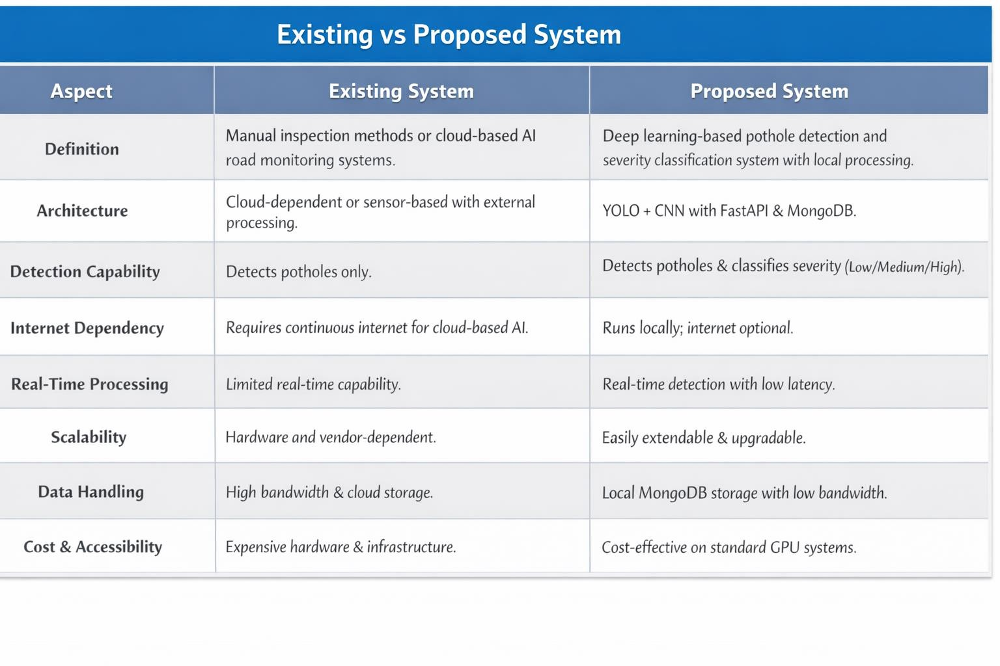 Existing vs Proposed System
Aspect
Existing System
Proposed System
Definition
Manual inspection methods or cloud-based AI
road monitoring systems.
Deep learning-based pothole detection and
severity classification system with local processing.
Architecture
Cloud-dependent or sensor-based with external
processing.
YOLO + CNN with FastAPI & MongoDB.
Detection Capability
Detects potholes only.
Detects potholes & classifies severity (Low/Medium/High).
Internet Dependency
Requires continuous internet for cloud-based AI.
Runs locally; internet optional.
Real-Time Processing
Limited real-time capability.
Real-time detection with low latency.
Scalability
Hardware and vendor-dependent.
Easily extendable & upgradable.
Data Handling
High bandwidth & cloud storage.
Local MongoDB storage with low bandwidth.
Cost & Accessibility
Expensive hardware & infrastructure.
Cost-effective on standard GPU systems.